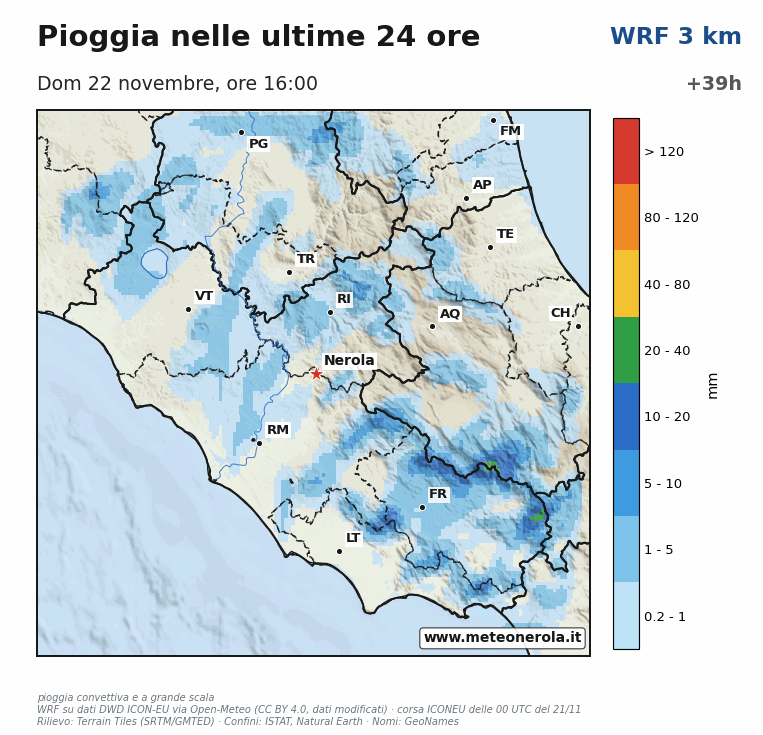 Pioggia nelle ultime 24 ore
WRF 3 km
Dom 22 novembre, ore 16:00
+39h
FM
PG
AP
TE
TR
VT
RI
AQ
CH
Nerola
RM
FR
LT
www.meteonerola.it
> 120
80 - 120
40 - 80
20 - 40
10 - 20
5 - 10
1 - 5
0.2 - 1
mm
pioggia convettiva e a grande scala
WRF su dati DWD ICON-EU via Open-Meteo (CC BY 4.0, dati modificati) · corsa ICONEU delle 00 UTC del 21/11
Rilievo: Terrain Tiles (SRTM/GMTED) · Confini: ISTAT, Natural Earth · Nomi: GeoNames